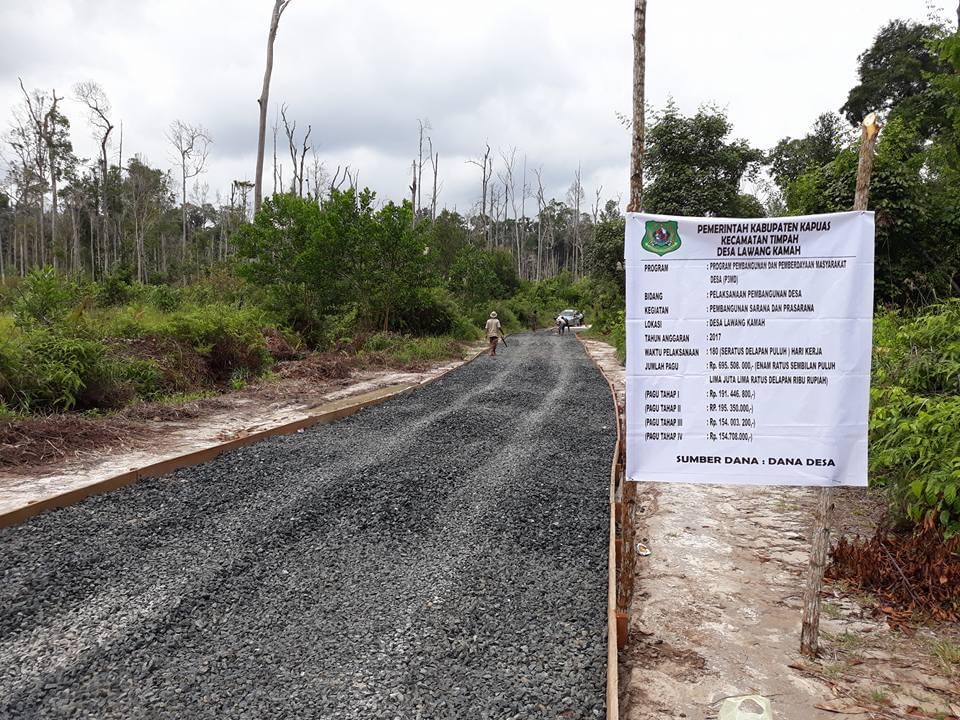 PEMERINTAH KABUPATEN KAPUAS
KECAMATAN TIMPAH
DESA LAWANG KAMAH
PROGRAM : PROGRAM PEMBANGUNAN DAN PEMBERDAYAAN MASYARAKAT
DESA (P3MD)
BIDANG : PELAKSANAAN PEMBANGUNAN DESA
KEGIATAN : PEMBANGUNAN SARANA DAN PRASARANA
LOKASI : DESA LAWANG KAMAH
TAHUN ANGGARAN : 2017
WAKTU PELAKSANAAN : 180 (SERATUS DELAPAN PULUH ) HARI KERJA
JUMLAH PAGU : Rp. 695. 508. 000,- (ENAM RATUS SEMBILAN PULUH
LIMA JUTA LIMA RATUS DELAPAN RIBU RUPIAH)
(PAGU TAHAP I : Rp. 191. 446. 800,-)
(PAGU TAHAP II : RP. 195. 350.000,-)
(PAGU TAHAP III : Rp. 154. 003. 200,-)
(PAGU TAHAP IV : Rp. 154.708.000,-)
SUMBER DANA : DANA DESA